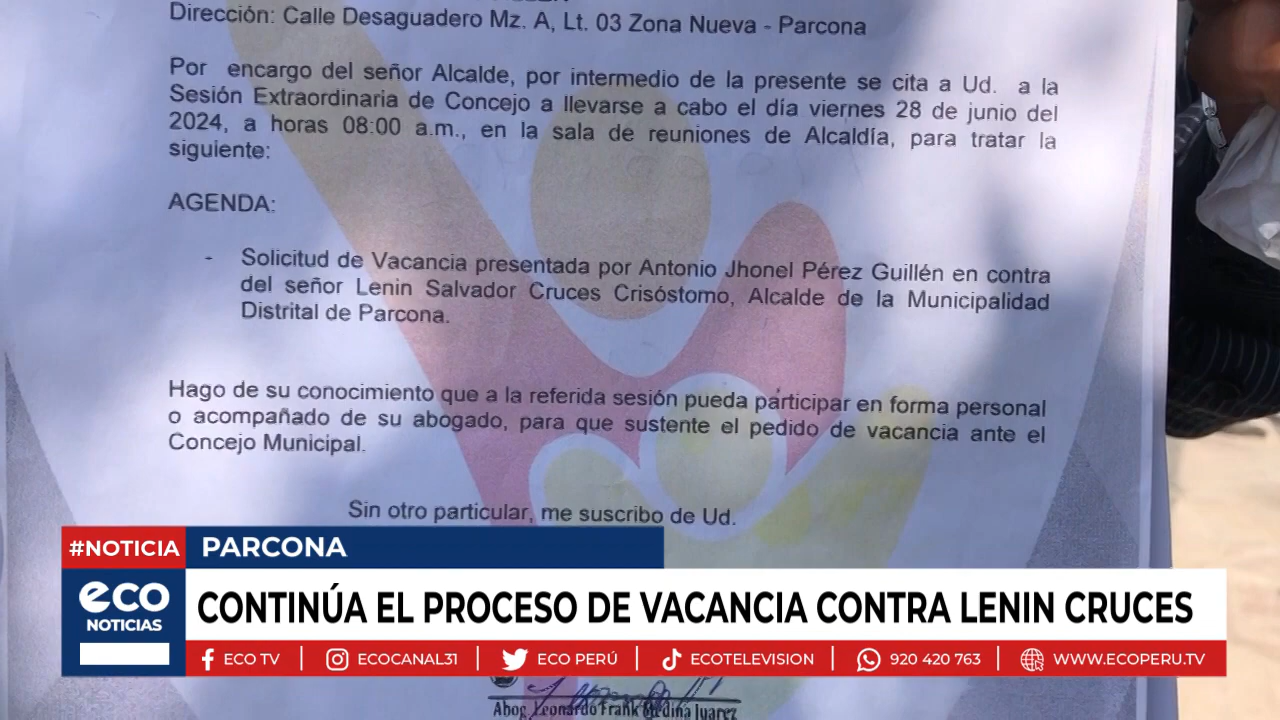 Dirección: Calle Desaguadero Mz. A, Lt. 03 Zona Nueva - Parcona
Por encargo del señor Alcalde, por intermedio de la presente se cita a Ud. a la
Sesión Extraordinaria de Concejo a llevarse a cabo el día viernes 28 de junio del
2024, a horas 08:00 a.m., en la sala de reuniones de Alcaldía, para tratar la
siguiente:
AGENDA:
- Solicitud de Vacancia presentada por Antonio Jhonel Pérez Guillén en contra
del señor Lenin Salvador Cruces Crisóstomo, Alcalde de la Municipalidad
Distrital de Parcona.
Hago de su conocimiento que a la referida sesión pueda participar en forma personal
o acompañado de su abogado, para que sustente el pedido de vacancia ante el
Concejo Municipal.
Sin otro particular, me suscribo de Ud.
#NOTICIA PARCONA
eco
NOTICIAS
CONTINÚA EL PROCESO DE VACANCIA CONTRA LENIN CRUCES
ECO TV | ECOCANAL31 | ECO PERÚ | ECOTELEVISION | 920 420 763 | WWW.ECOPERU.TV
Abog. Leonardo Frank Medina Juarez